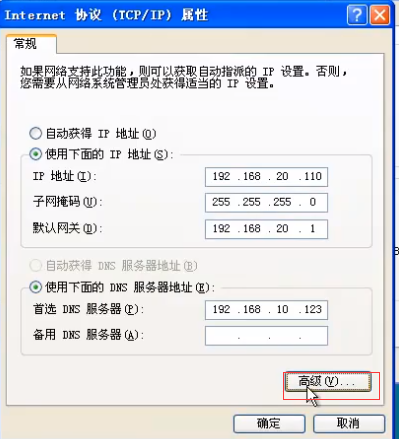 Internet 协议 (TCP/IP) 属性
常规
如果网络支持此功能，则可以获取自动指派的 IP 设置。否则，
您需要从网络系统管理员处获得适当的 IP 设置。
自动获得 IP 地址(O)
使用下面的 IP 地址(S):
IP 地址(I): 192 .168 .20 .110
子网掩码(U): 255 .255 .255 . 0
默认网关(D): 192 .168 .20 . 1
自动获得 DNS 服务器地址(B)
使用下面的 DNS 服务器地址(E):
首选 DNS 服务器(P): 192 .168 .10 .123
备用 DNS 服务器(A): . . .
高级(V)...
确定 取消